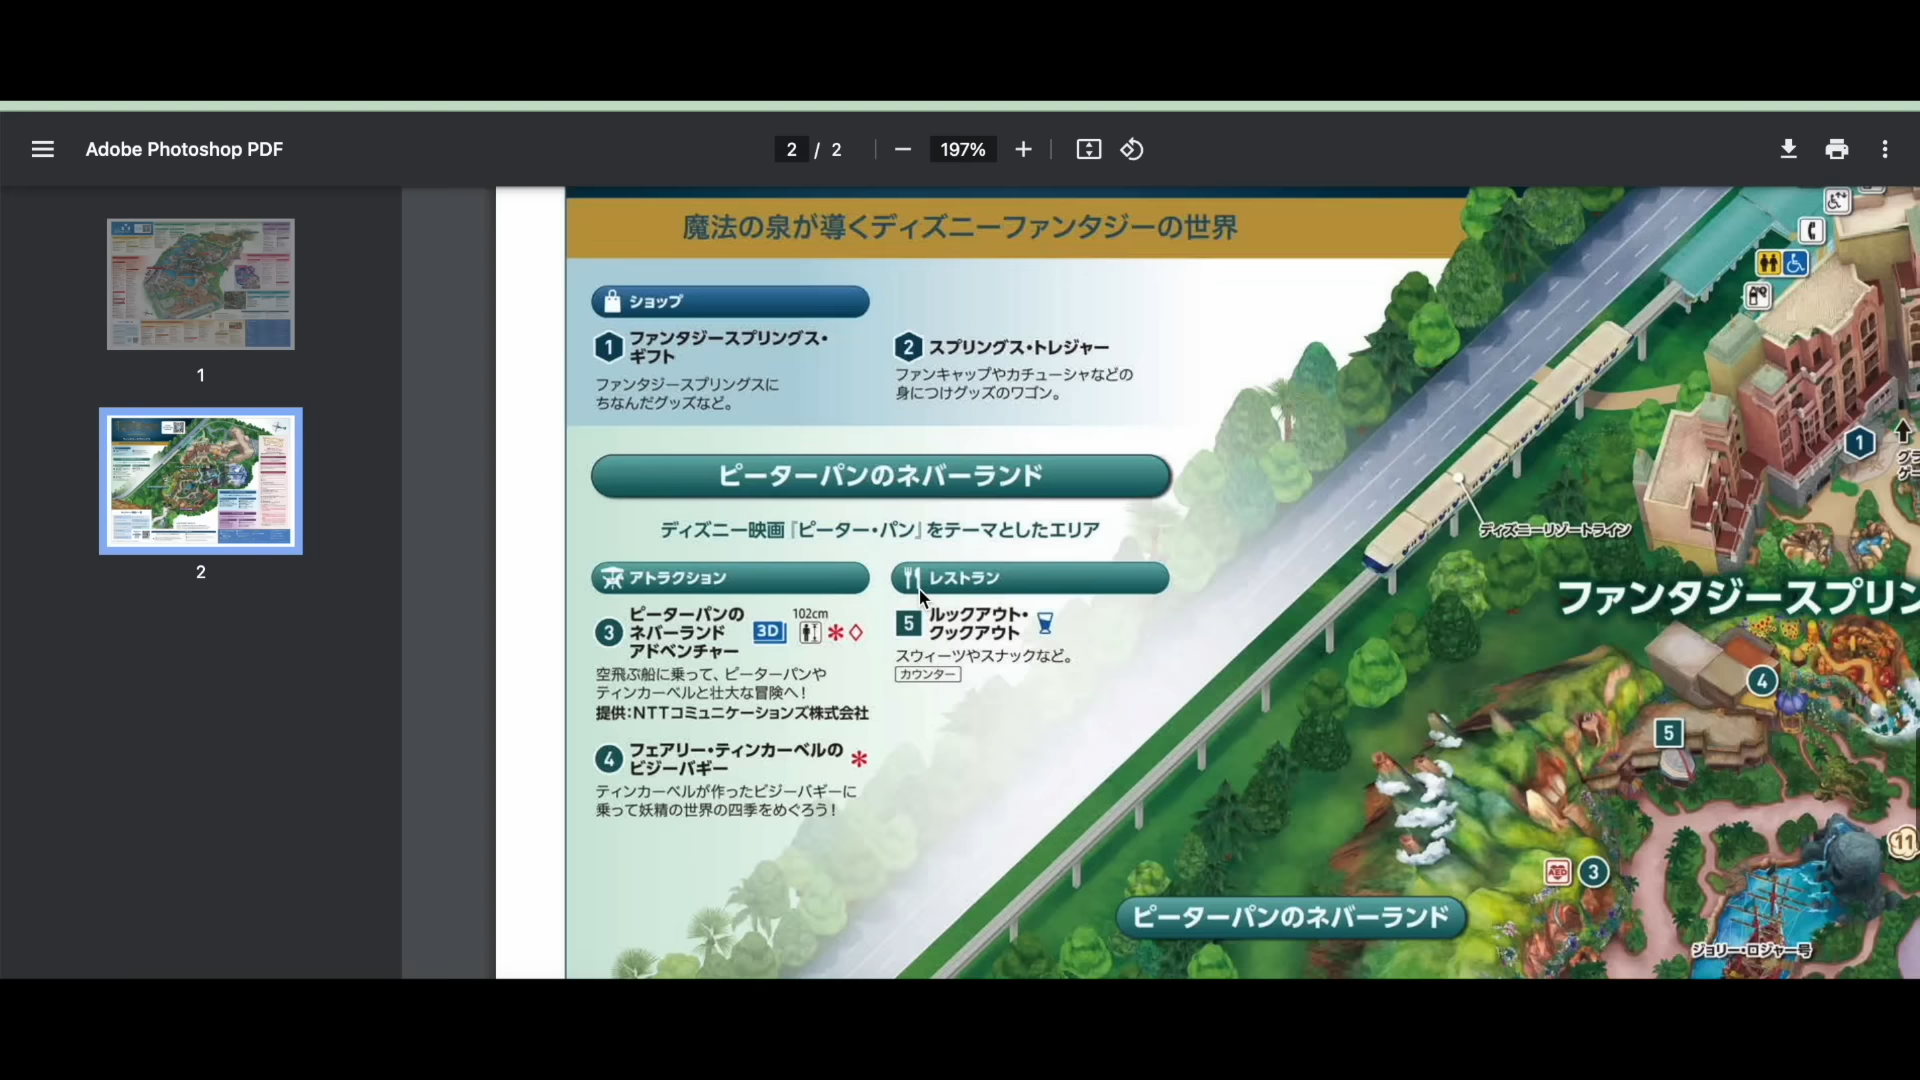 Adobe Photoshop PDF
2 / 2
197%
1
2
魔法の泉が導くディズニーファンタジーの世界
ショップ
1 ファンタジースプリングス・
ギフト
ファンタジースプリングスに
ちなんだグッズなど。
2 スプリングス・トレジャー
ファンキャップやカチューシャなどの
身につけグッズのワゴン。
ピーターパンのネバーランド
ディズニー映画『ピーター・パン』をテーマとしたエリア
アトラクション
3 ピーターパンの
ネバーランド
アドベンチャー
3D
102cm
空飛ぶ船に乗って、ピーターパンや
ティンカーベルと壮大な冒険へ！
提供：NTTコミュニケーションズ株式会社
4 フェアリー・ティンカーベルの
ビジーバギー
ティンカーベルが作ったビジーバギーに
乗って妖精の世界の四季をめぐろう！
レストラン
5 ルックアウト・
クックアウト
スウィーツやスナックなど。
カウンター
1
グラ
ゲー
ディズニーリゾートライン
ファンタジースプリン
4
5
11
AED
3
ピーターパンのネバーランド
ジョリー・ロジャー号